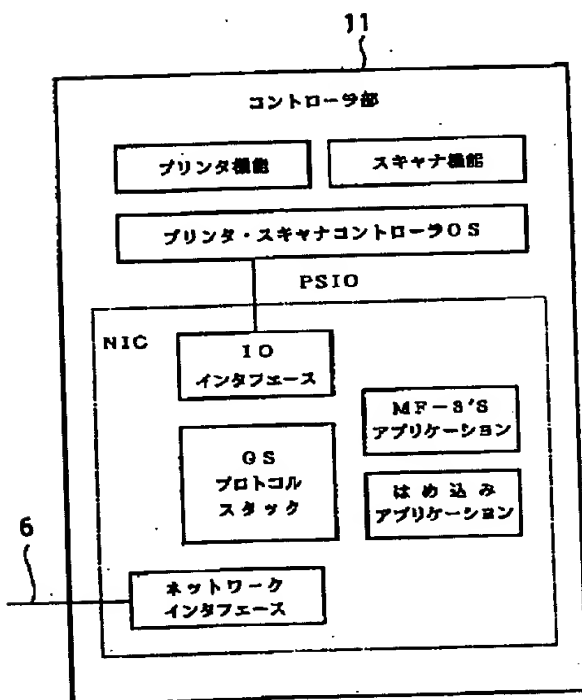 11
コントローラ部
プリンタ機能
スキャナ機能
プリンタ・スキャナコントローラOS
PSIO
NIC
IO
インタフェース
MF-3'S
アプリケーション
GS
プロトコル
スタック
はめ込み
アプリケーション
6
ネットワーク
インタフェース